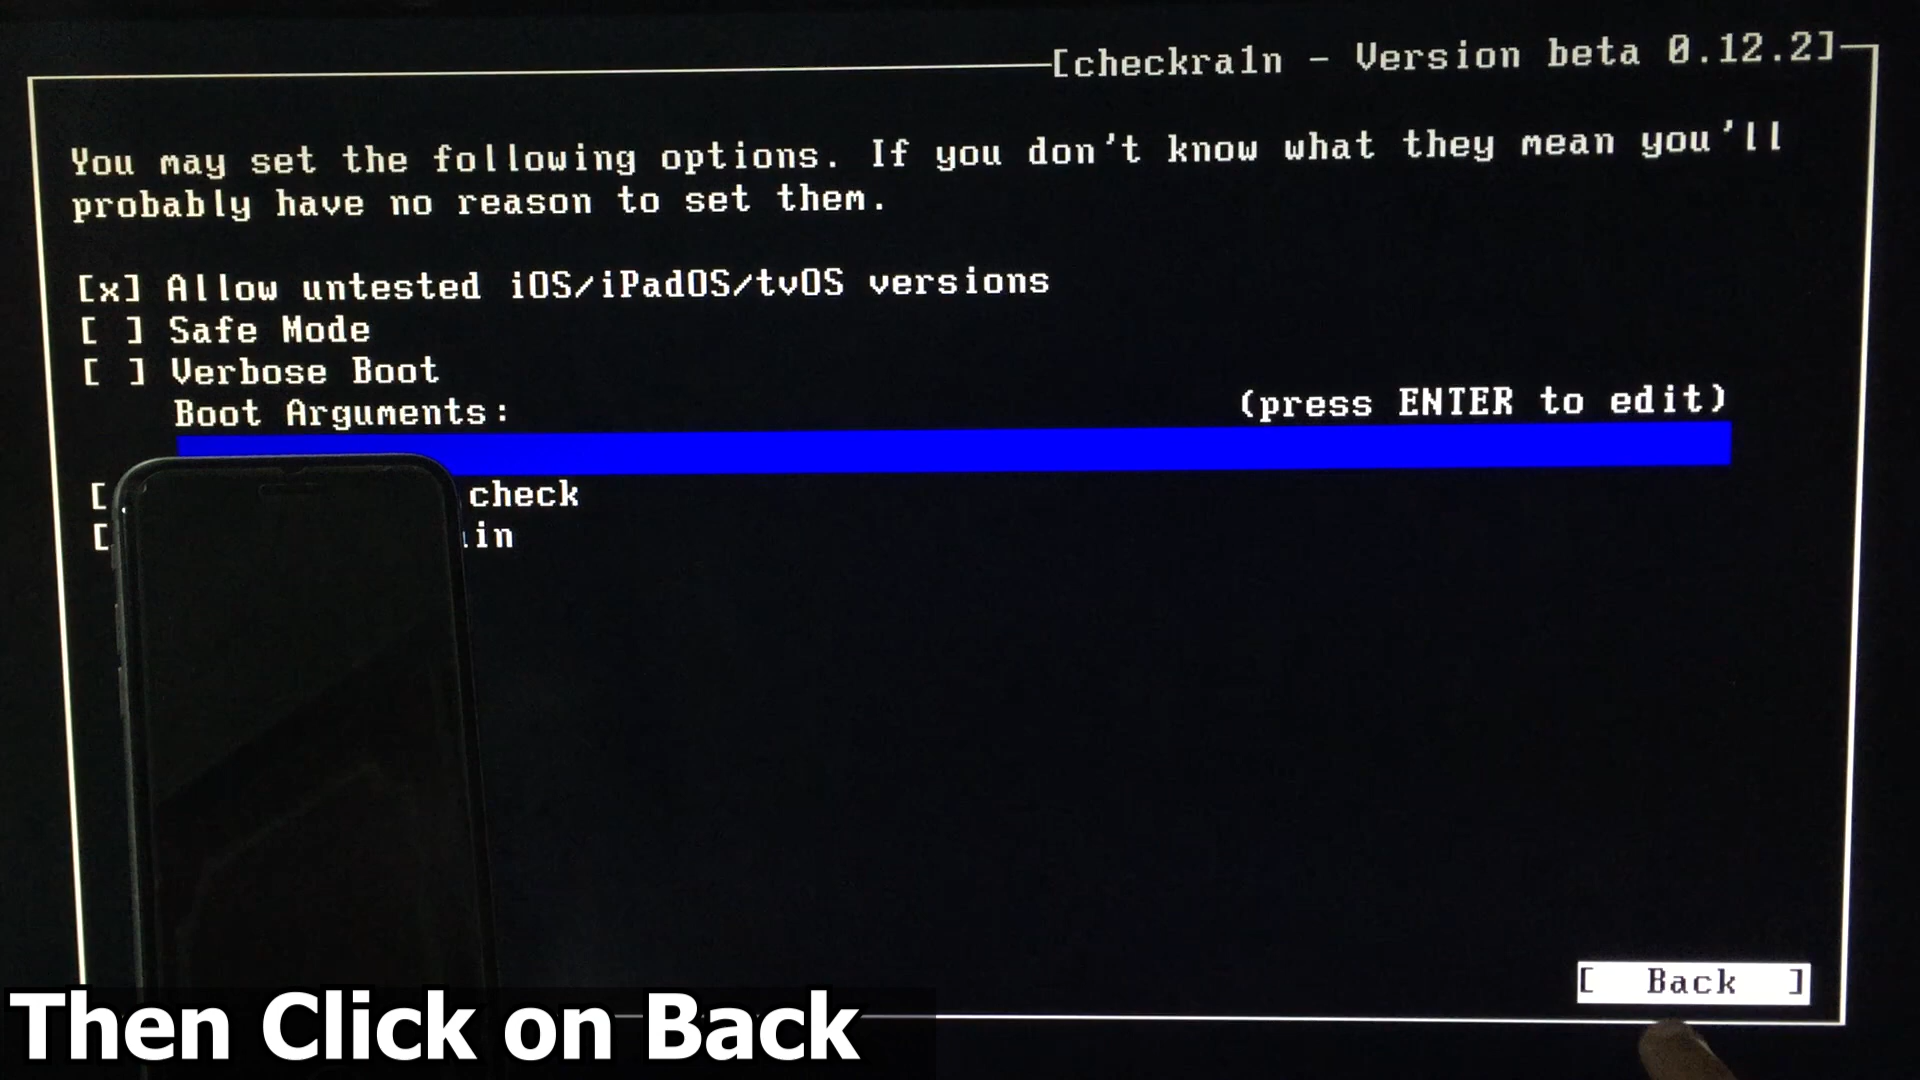 [checkra1n - Version beta 0.12.2]
You may set the following options. If you don't know what they mean you'll
probably have no reason to set them.
[x] Allow untested iOS/iPadOS/tvOS versions
[ ] Safe Mode
[ ] Verbose Boot
Boot Arguments:
(press ENTER to edit)
[ check
[ in
[ Back ]
Then Click on Back